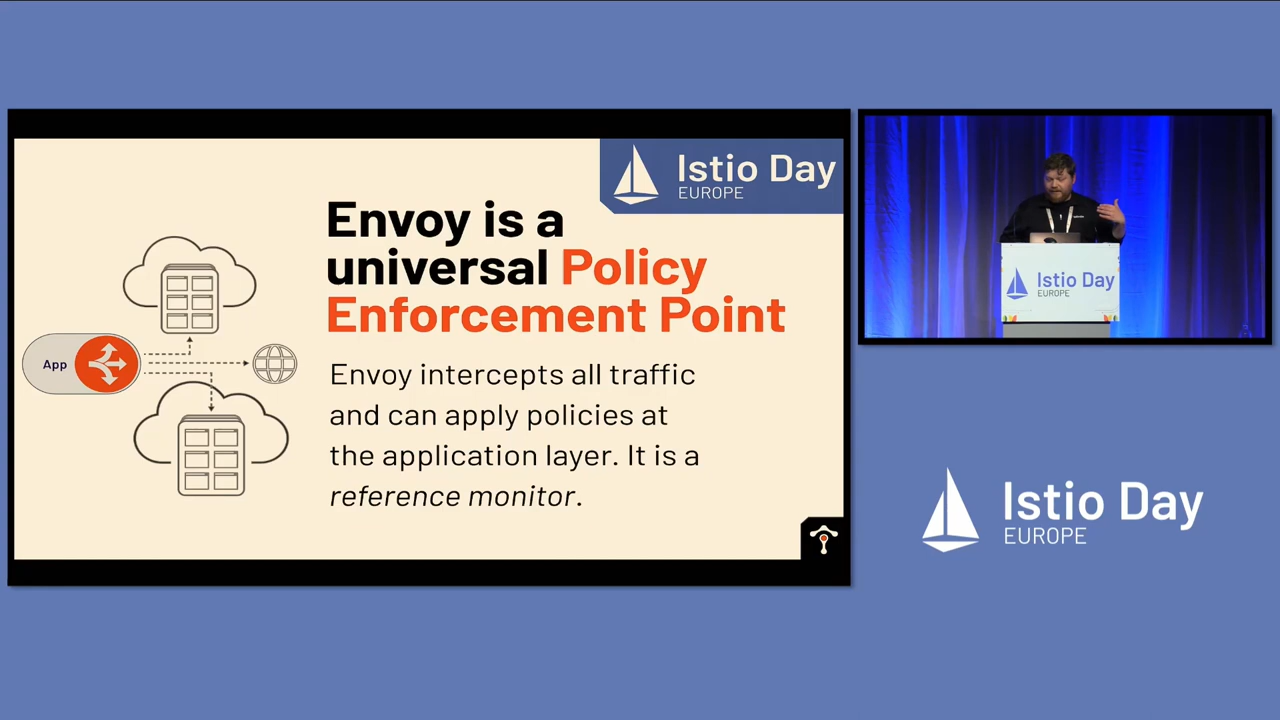 Istio Day
EUROPE
Envoy is a
universal Policy
Enforcement Point
App
Envoy intercepts all traffic
and can apply policies at
the application layer. It is a
reference monitor.
Istio Day
EUROPE
Istio Day
EUROPE